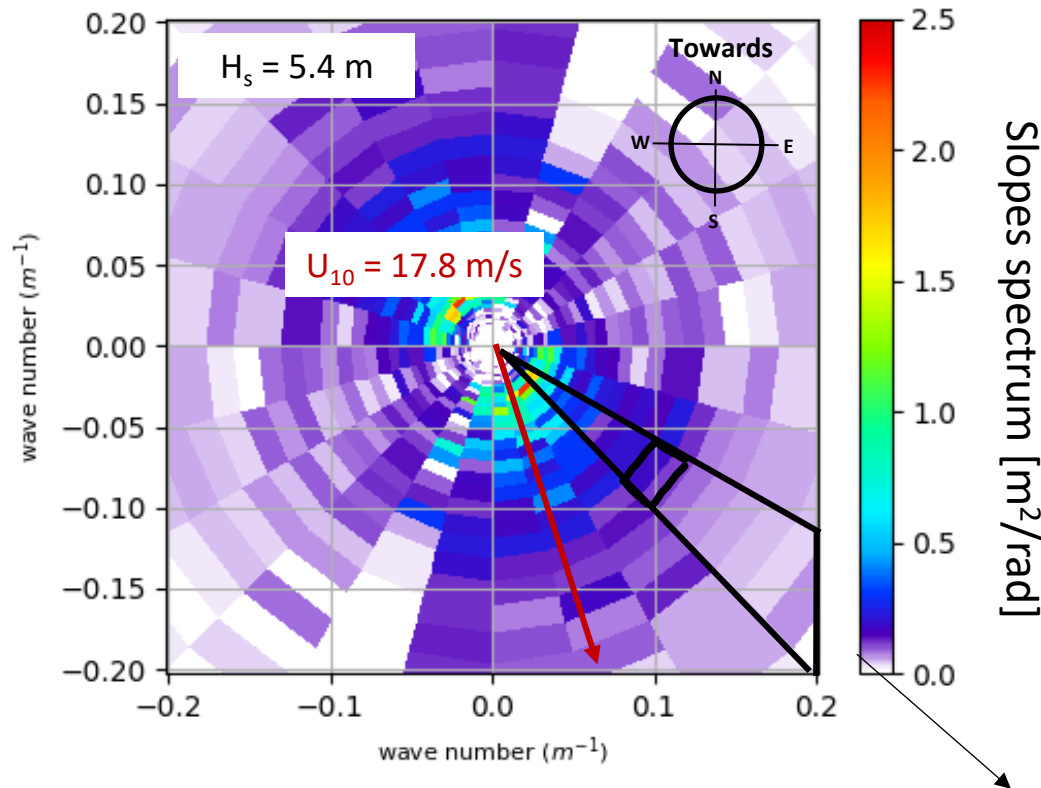 H_s = 5.4 m
U_10 = 17.8 m/s
Towards
N
W
E
S
0.20
0.15
0.10
0.05
0.00
−0.05
−0.10
−0.15
−0.20
wave number (m⁻¹)
−0.2
−0.1
0.0
0.1
0.2
wave number (m⁻¹)
2.5
2.0
1.5
1.0
0.5
0.0
Slopes spectrum [m²/rad]